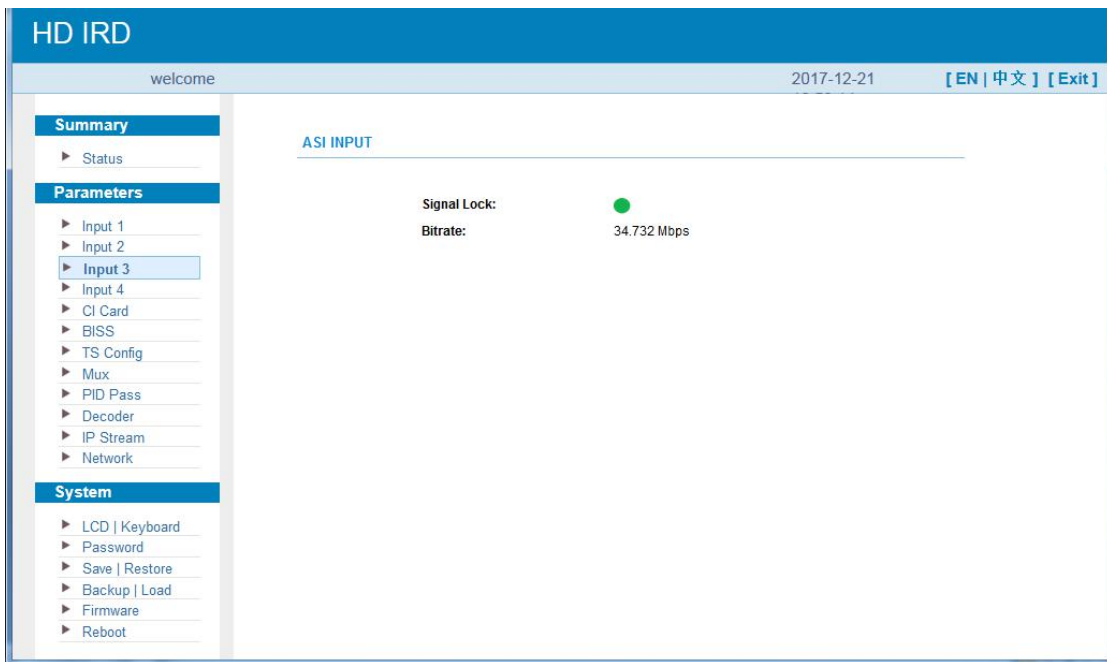 HD IRD
welcome 2017-12-21 [ EN | 中文 ] [ Exit ]
Summary
Status
Parameters
Input 1
Input 2
Input 3
Input 4
CI Card
BISS
TS Config
Mux
PID Pass
Decoder
IP Stream
Network
System
LCD | Keyboard
Password
Save | Restore
Backup | Load
Firmware
Reboot
ASI INPUT
Signal Lock:
Bitrate: 34.732 Mbps